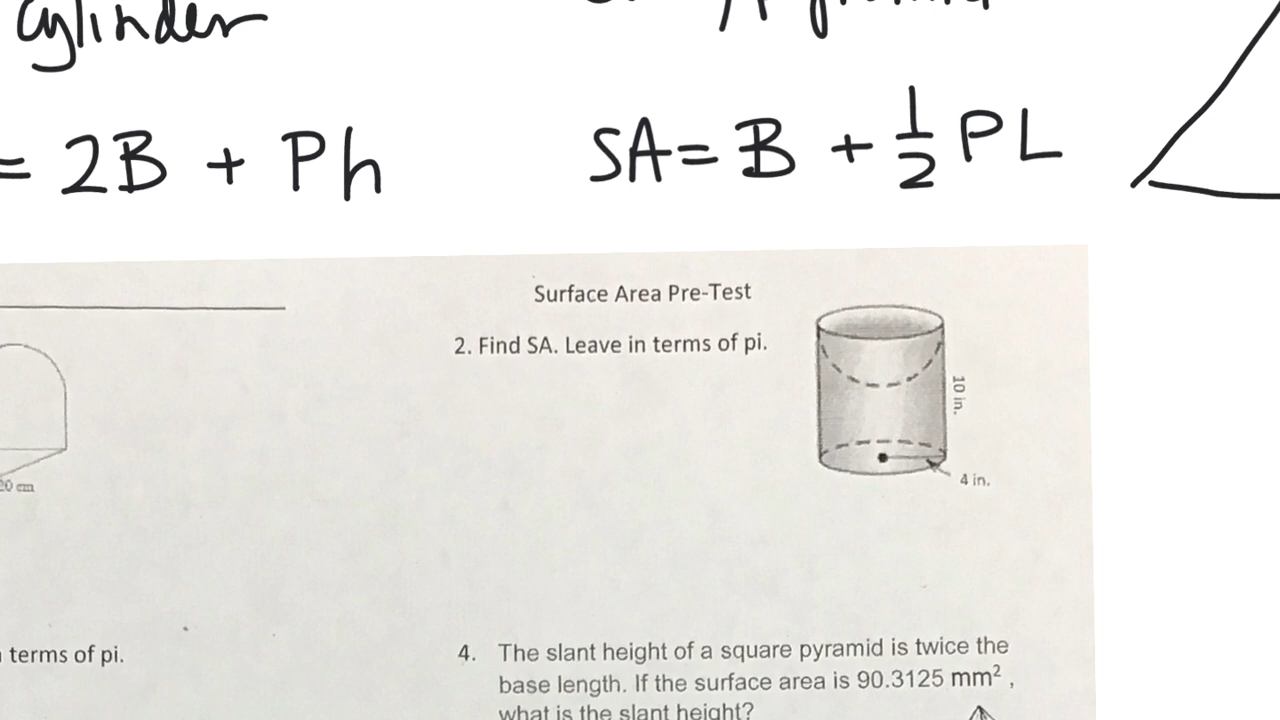 Cylinder
= 2B + Ph
SA = B + 1/2 PL
Surface Area Pre-Test
2. Find SA. Leave in terms of pi.
10 in.
4 in.
20 cm
terms of pi.
4. The slant height of a square pyramid is twice the
base length. If the surface area is 90.3125 mm² ,
what is the slant height?